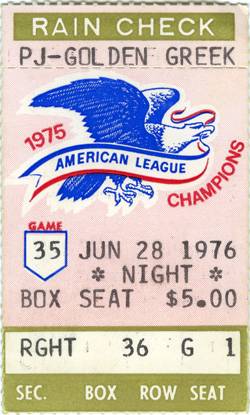 RAIN CHECK
PJ-GOLDEN GREEK
1975
AMERICAN LEAGUE
CHAMPIONS
GAME
35 JUN 28 1976
* NIGHT *
BOX SEAT $5.00
RGHT 36 G 1
SEC. BOX ROW SEAT